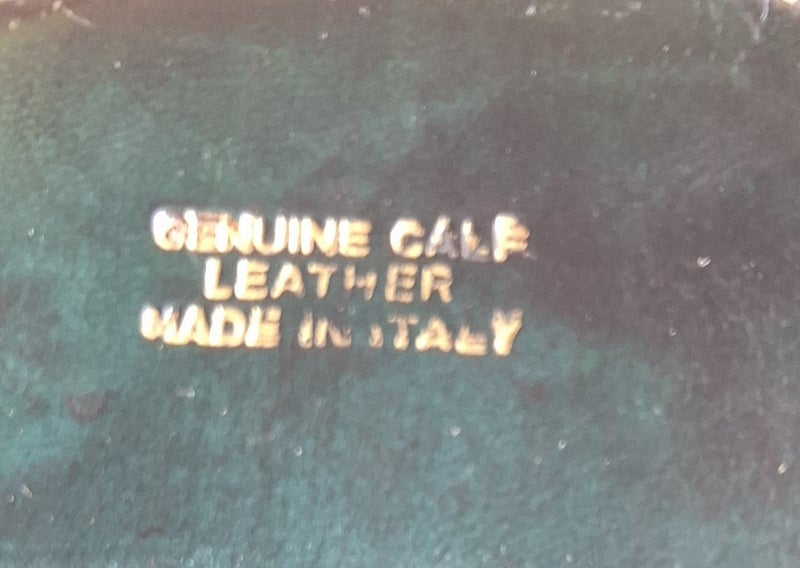 GENUINE CALF
LEATHER
MADE IN ITALY